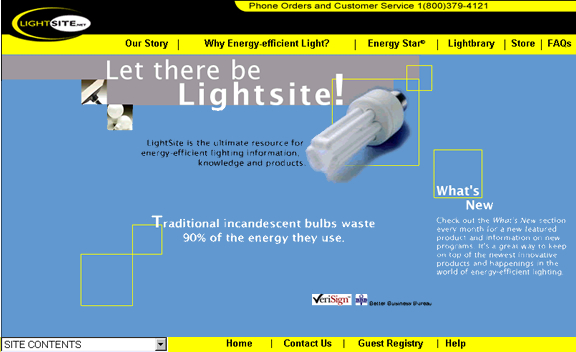 Phone Orders and Customer Service 1(800)379-4121
LIGHTSITE.NET
Our Story | Why Energy-efficient Light? | Energy Star® | Lightbrary | Store | FAQs
Let there be
Lightsite!
LightSite is the ultimate resource for
energy-efficient lighting information,
knowledge and products.
What's
New
Traditional incandescent bulbs waste
90% of the energy they use.
Check out the What's New section
every month for a new featured
product and information on new
programs. It's a great way to keep
on top of the newest innovative
products and happenings in the
world of energy-efficient lighting.
VeriSign BBB Better Business Bureau
SITE CONTENTS
Home | Contact Us | Guest Registry | Help